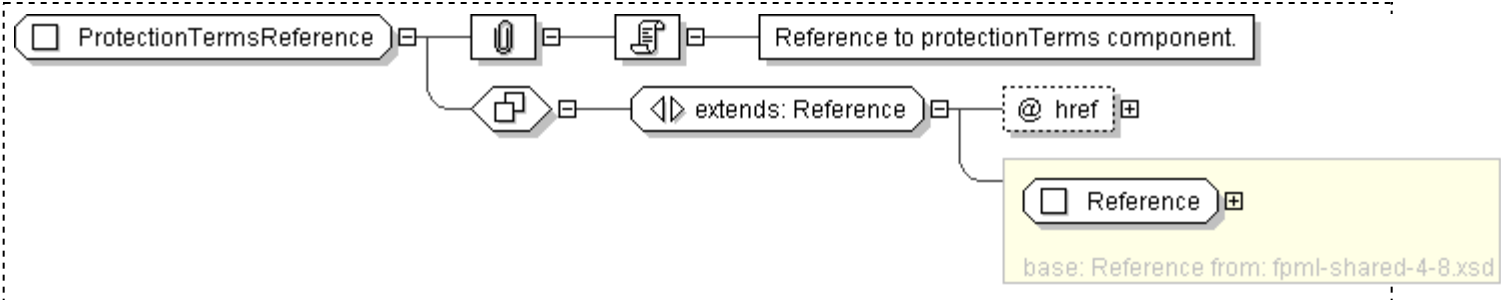 ProtectionTermsReference
Reference to protectionTerms component.
extends: Reference
@ href
Reference
base: Reference from: fpml-shared-4-8.xsd